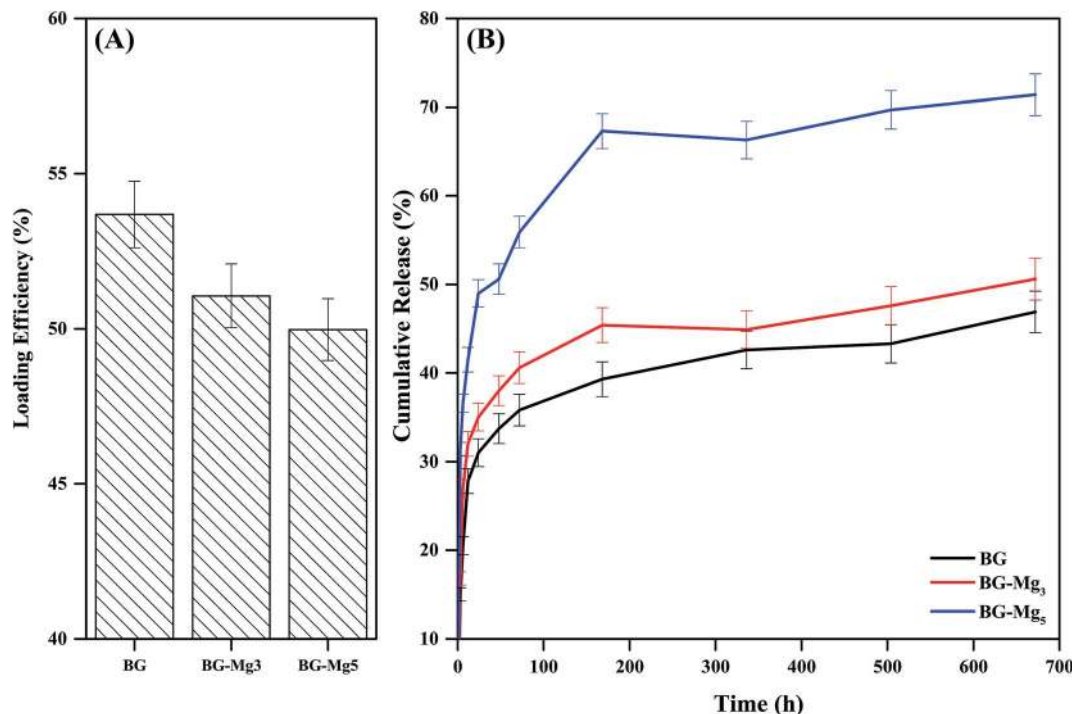 (A)
Loading Efficiency (%)
60
55
50
45
40
BG
BG-Mg3
BG-Mg5
(B)
Cumulative Release (%)
80
70
60
50
40
30
20
10
0
100
200
300
400
500
600
700
Time (h)
BG
BG-Mg₃
BG-Mg₅